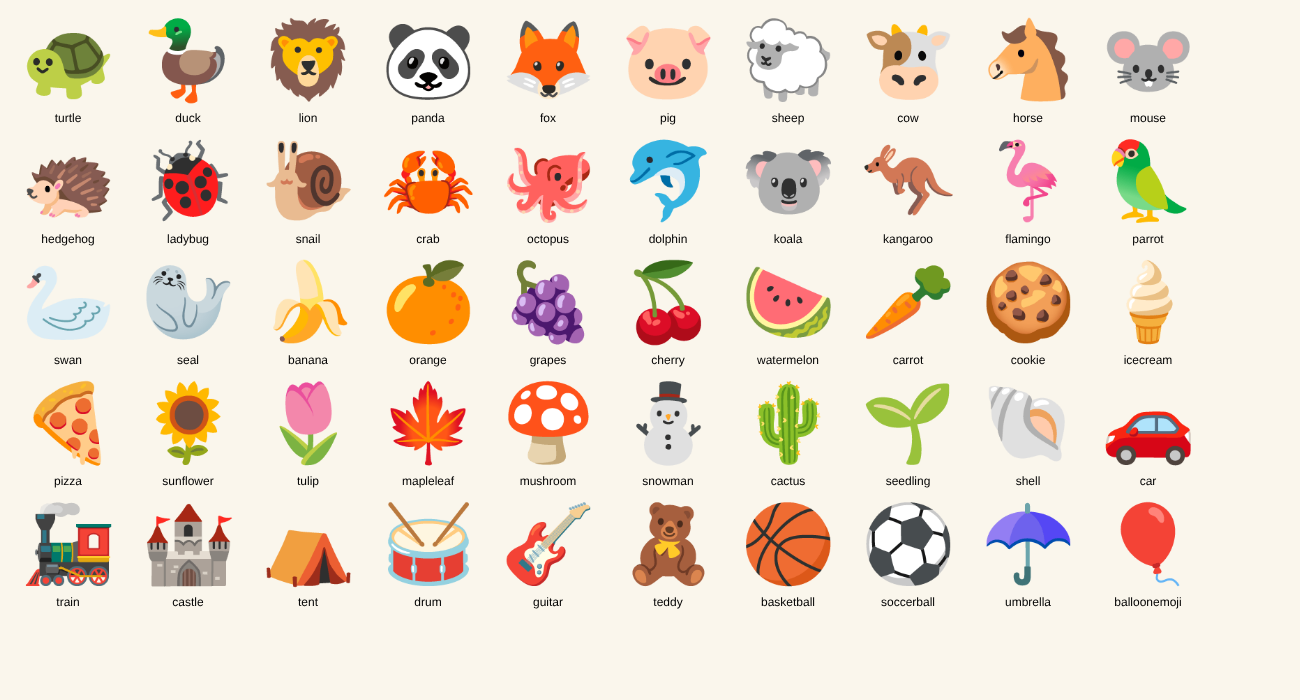 turtle duck lion panda fox pig sheep cow horse mouse
hedgehog ladybug snail crab octopus dolphin koala kangaroo flamingo parrot
swan seal banana orange grapes cherry watermelon carrot cookie icecream
pizza sunflower tulip mapleleaf mushroom snowman cactus seedling shell car
train castle tent drum guitar teddy basketball soccerball umbrella balloonemoji